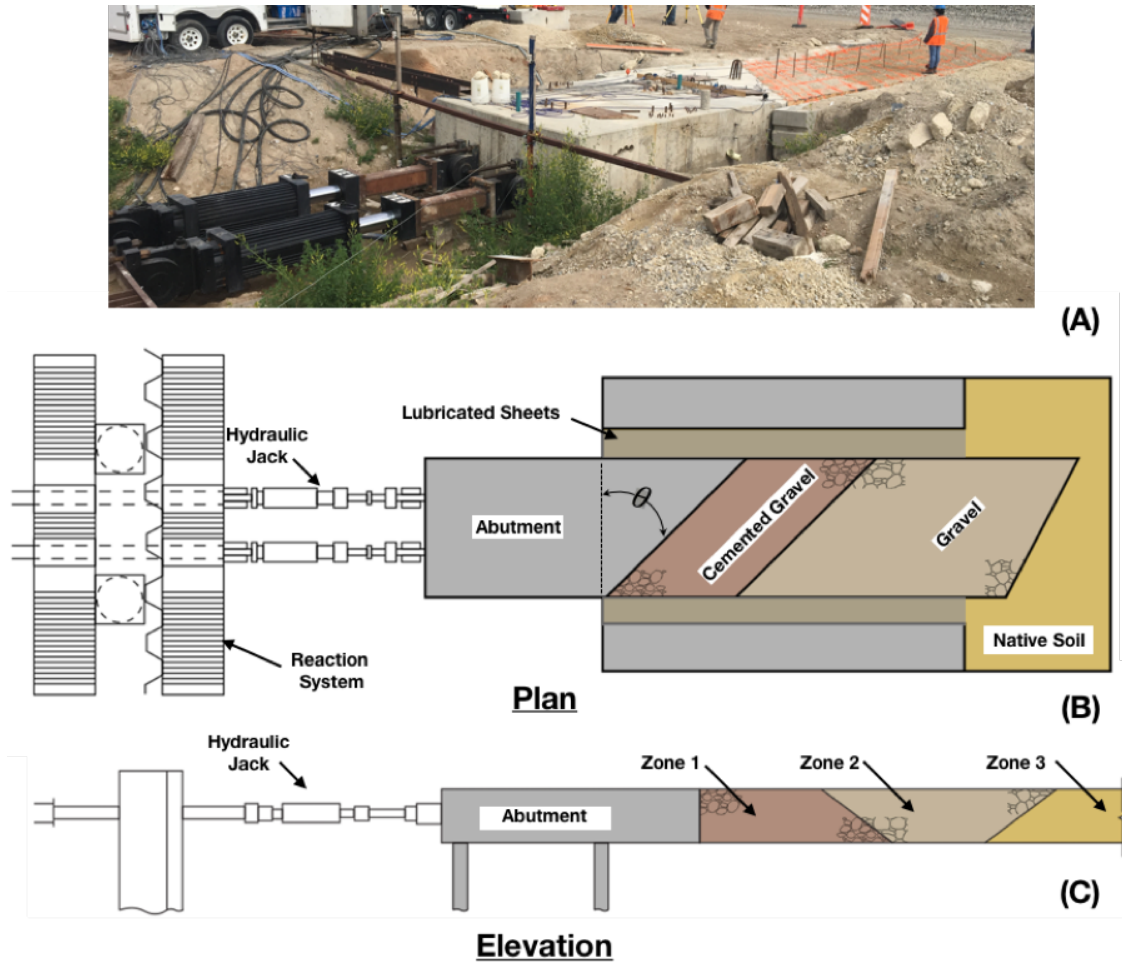 (A)
Lubricated Sheets
Hydraulic
Jack
θ
Abutment
Cemented Gravel
Gravel
Native Soil
Reaction
System
Plan
(B)
Hydraulic
Jack
Zone 1
Zone 2
Zone 3
Abutment
(C)
Elevation